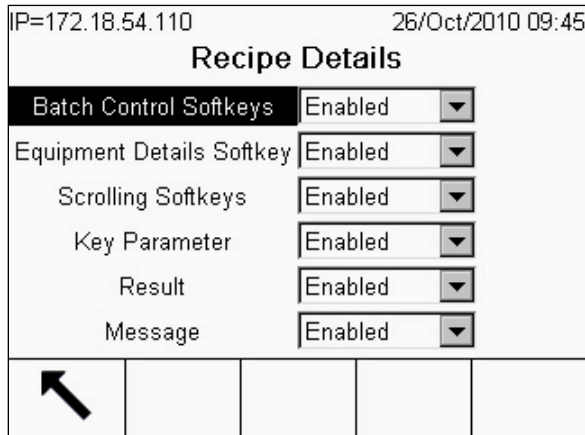 IP=172.18.54.110 26/Oct/2010 09:45
Recipe Details
Batch Control Softkeys Enabled
Equipment Details Softkey Enabled
Scrolling Softkeys Enabled
Key Parameter Enabled
Result Enabled
Message Enabled